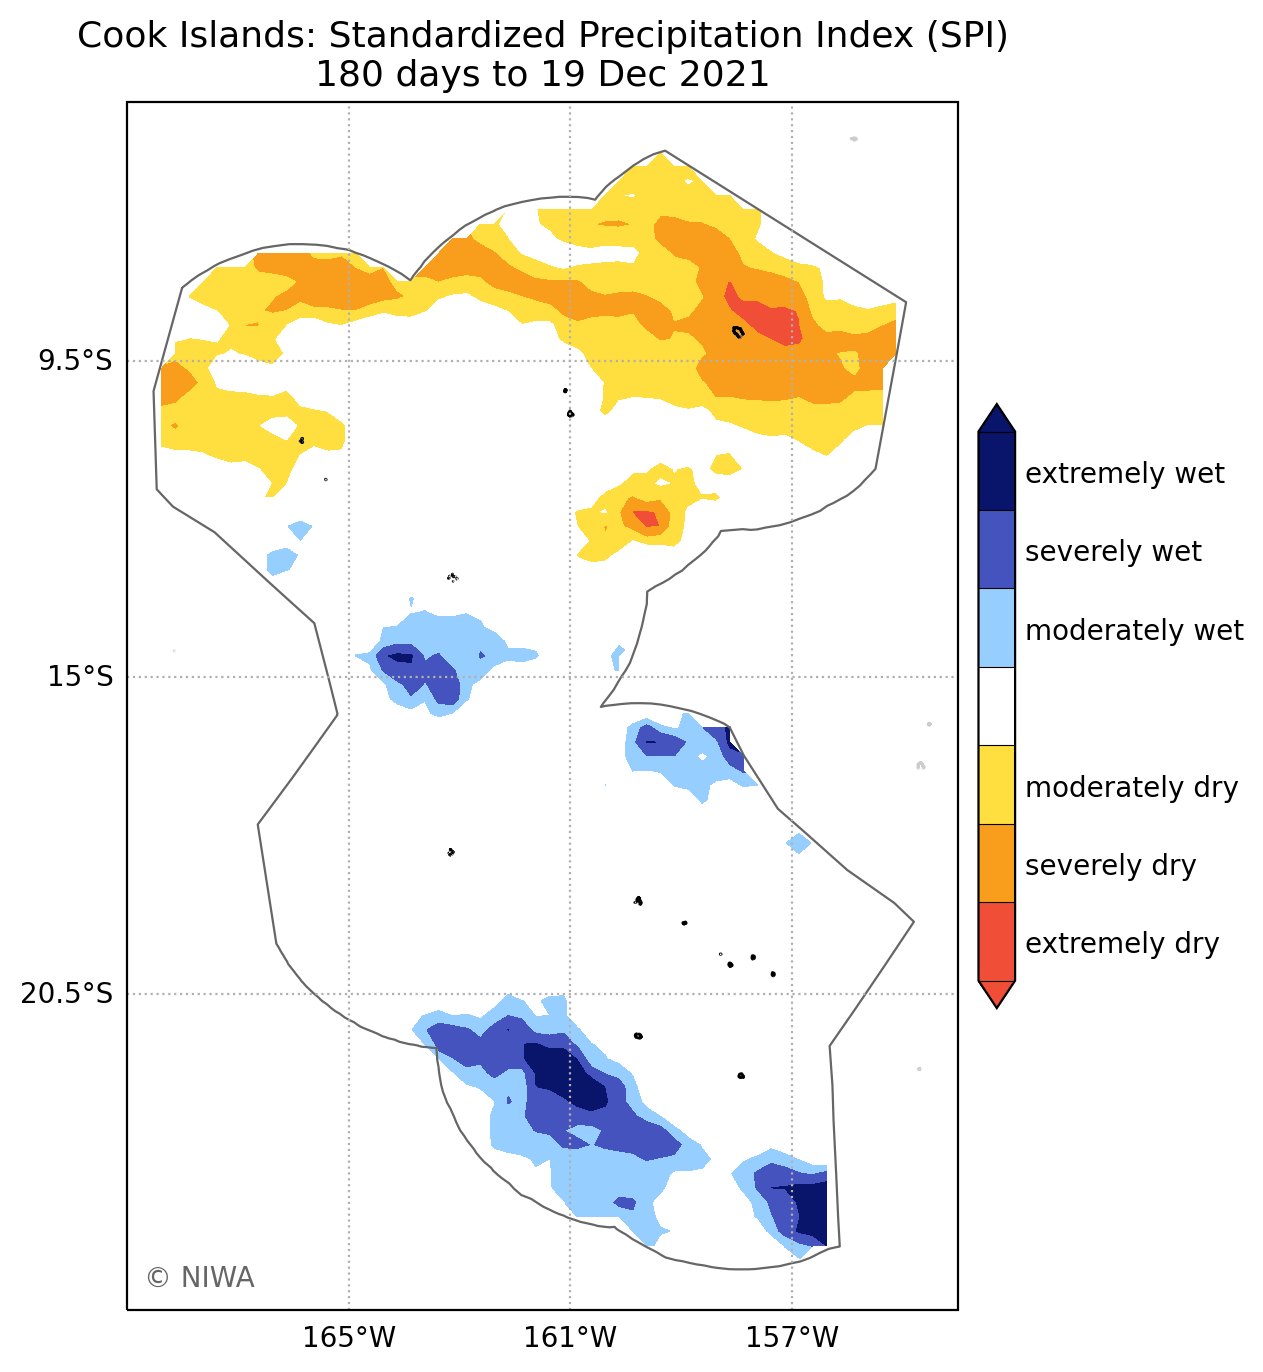 Cook Islands: Standardized Precipitation Index (SPI)
180 days to 19 Dec 2021
9.5°S
15°S
20.5°S
165°W
161°W
157°W
extremely wet
severely wet
moderately wet
moderately dry
severely dry
extremely dry
© NIWA